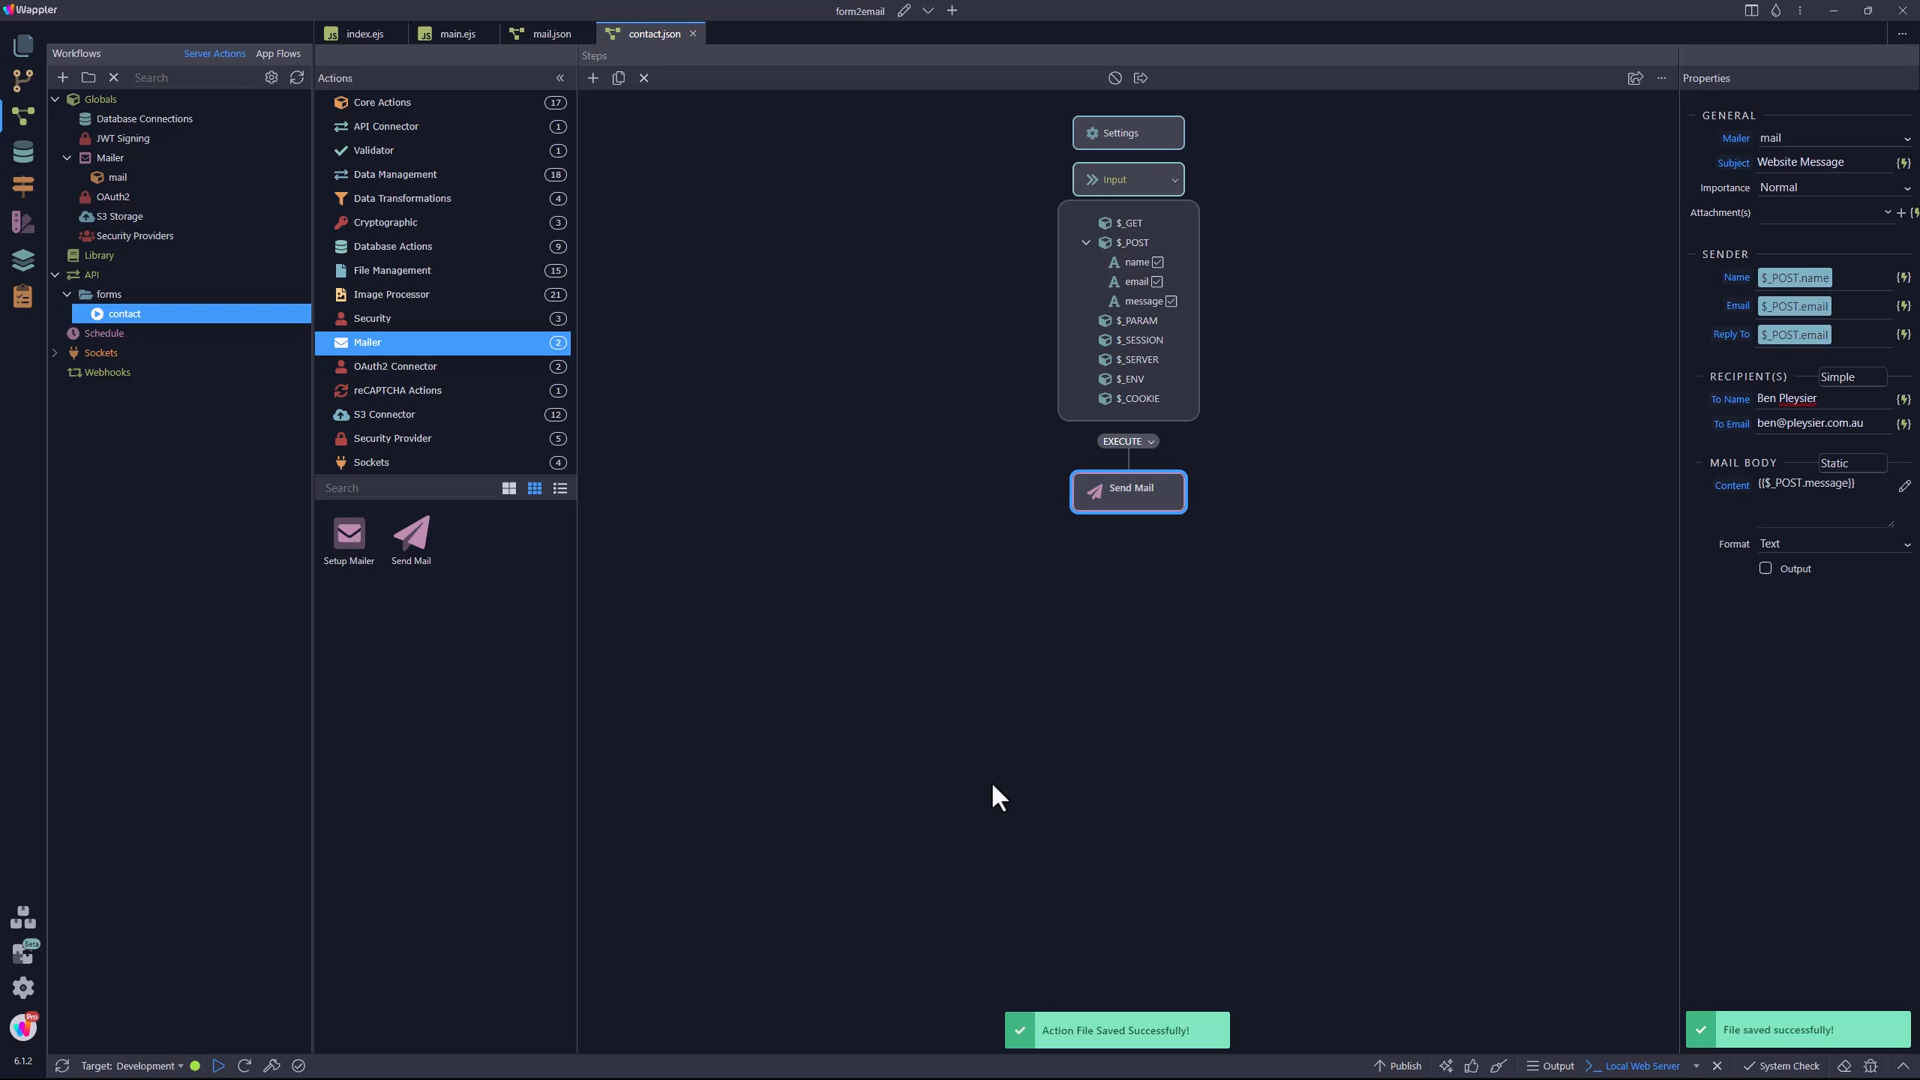 Wappler
form2email
index.ejs
main.ejs
mail.json
contact.json
Workflows
Server Actions
App Flows
Search
Globals
Database Connections
JWT Signing
Mailer
mail
OAuth2
S3 Storage
Security Providers
Library
API
forms
contact
Schedule
Sockets
Webhooks
Actions
Core Actions 17
API Connector 1
Validator 1
Data Management 18
Data Transformations 4
Cryptographic 3
Database Actions 9
File Management 15
Image Processor 21
Security 3
Mailer 2
OAuth2 Connector 2
reCAPTCHA Actions 1
S3 Connector 12
Security Provider 5
Sockets 4
Search
Setup Mailer
Send Mail
Steps
Settings
Input
$_GET
$_POST
name
email
message
$_PARAM
$_SESSION
$_SERVER
$_ENV
$_COOKIE
EXECUTE
Send Mail
Properties
GENERAL
Mailer mail
Subject Website Message
Importance Normal
Attachment(s)
SENDER
Name $_POST.name
Email $_POST.email
Reply To $_POST.email
RECIPIENT(S) Simple
To Name Ben Pleysier
To Email ben@pleysier.com.au
MAIL BODY Static
Content {{$_POST.message}}
Format Text
Output
Action File Saved Successfully!
File saved successfully!
Beta
Pro
6.1.2
Target: Development
Publish
Output
Local Web Server
System Check